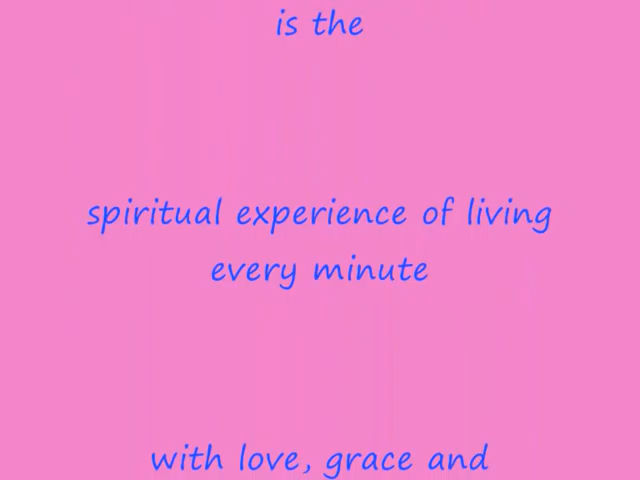 is the
spiritual experience of living
every minute
with love, grace and